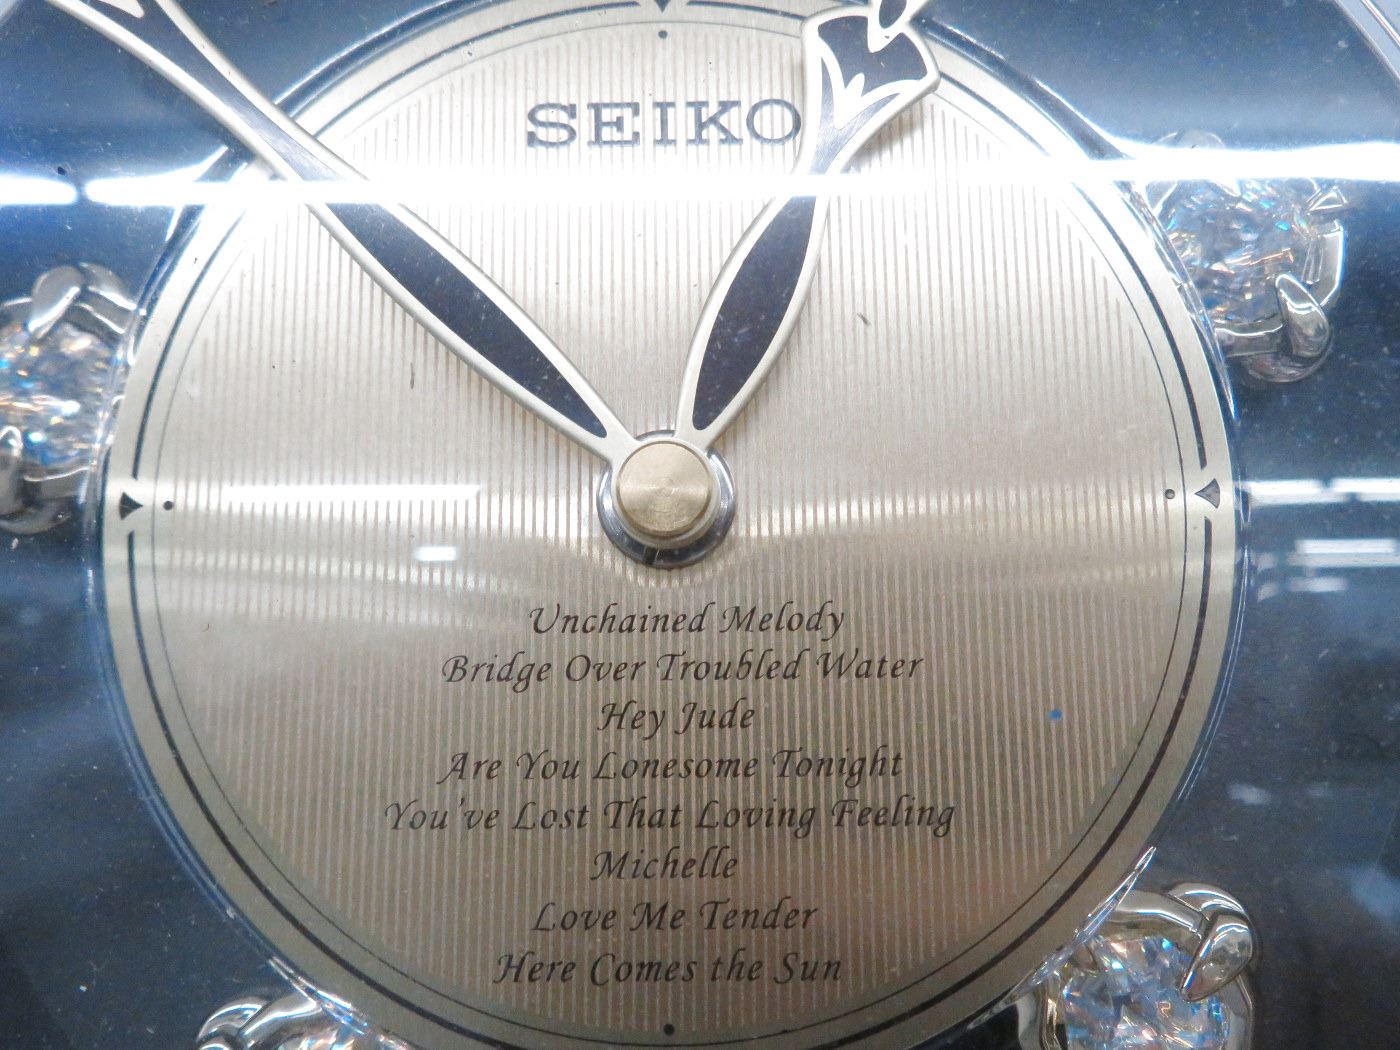 SEIKO
Unchained Melody
Bridge Over Troubled Water
Hey Jude
Are You Lonesome Tonight
You've Lost That Loving Feeling
Michelle
Love Me Tender
Here Comes the Sun